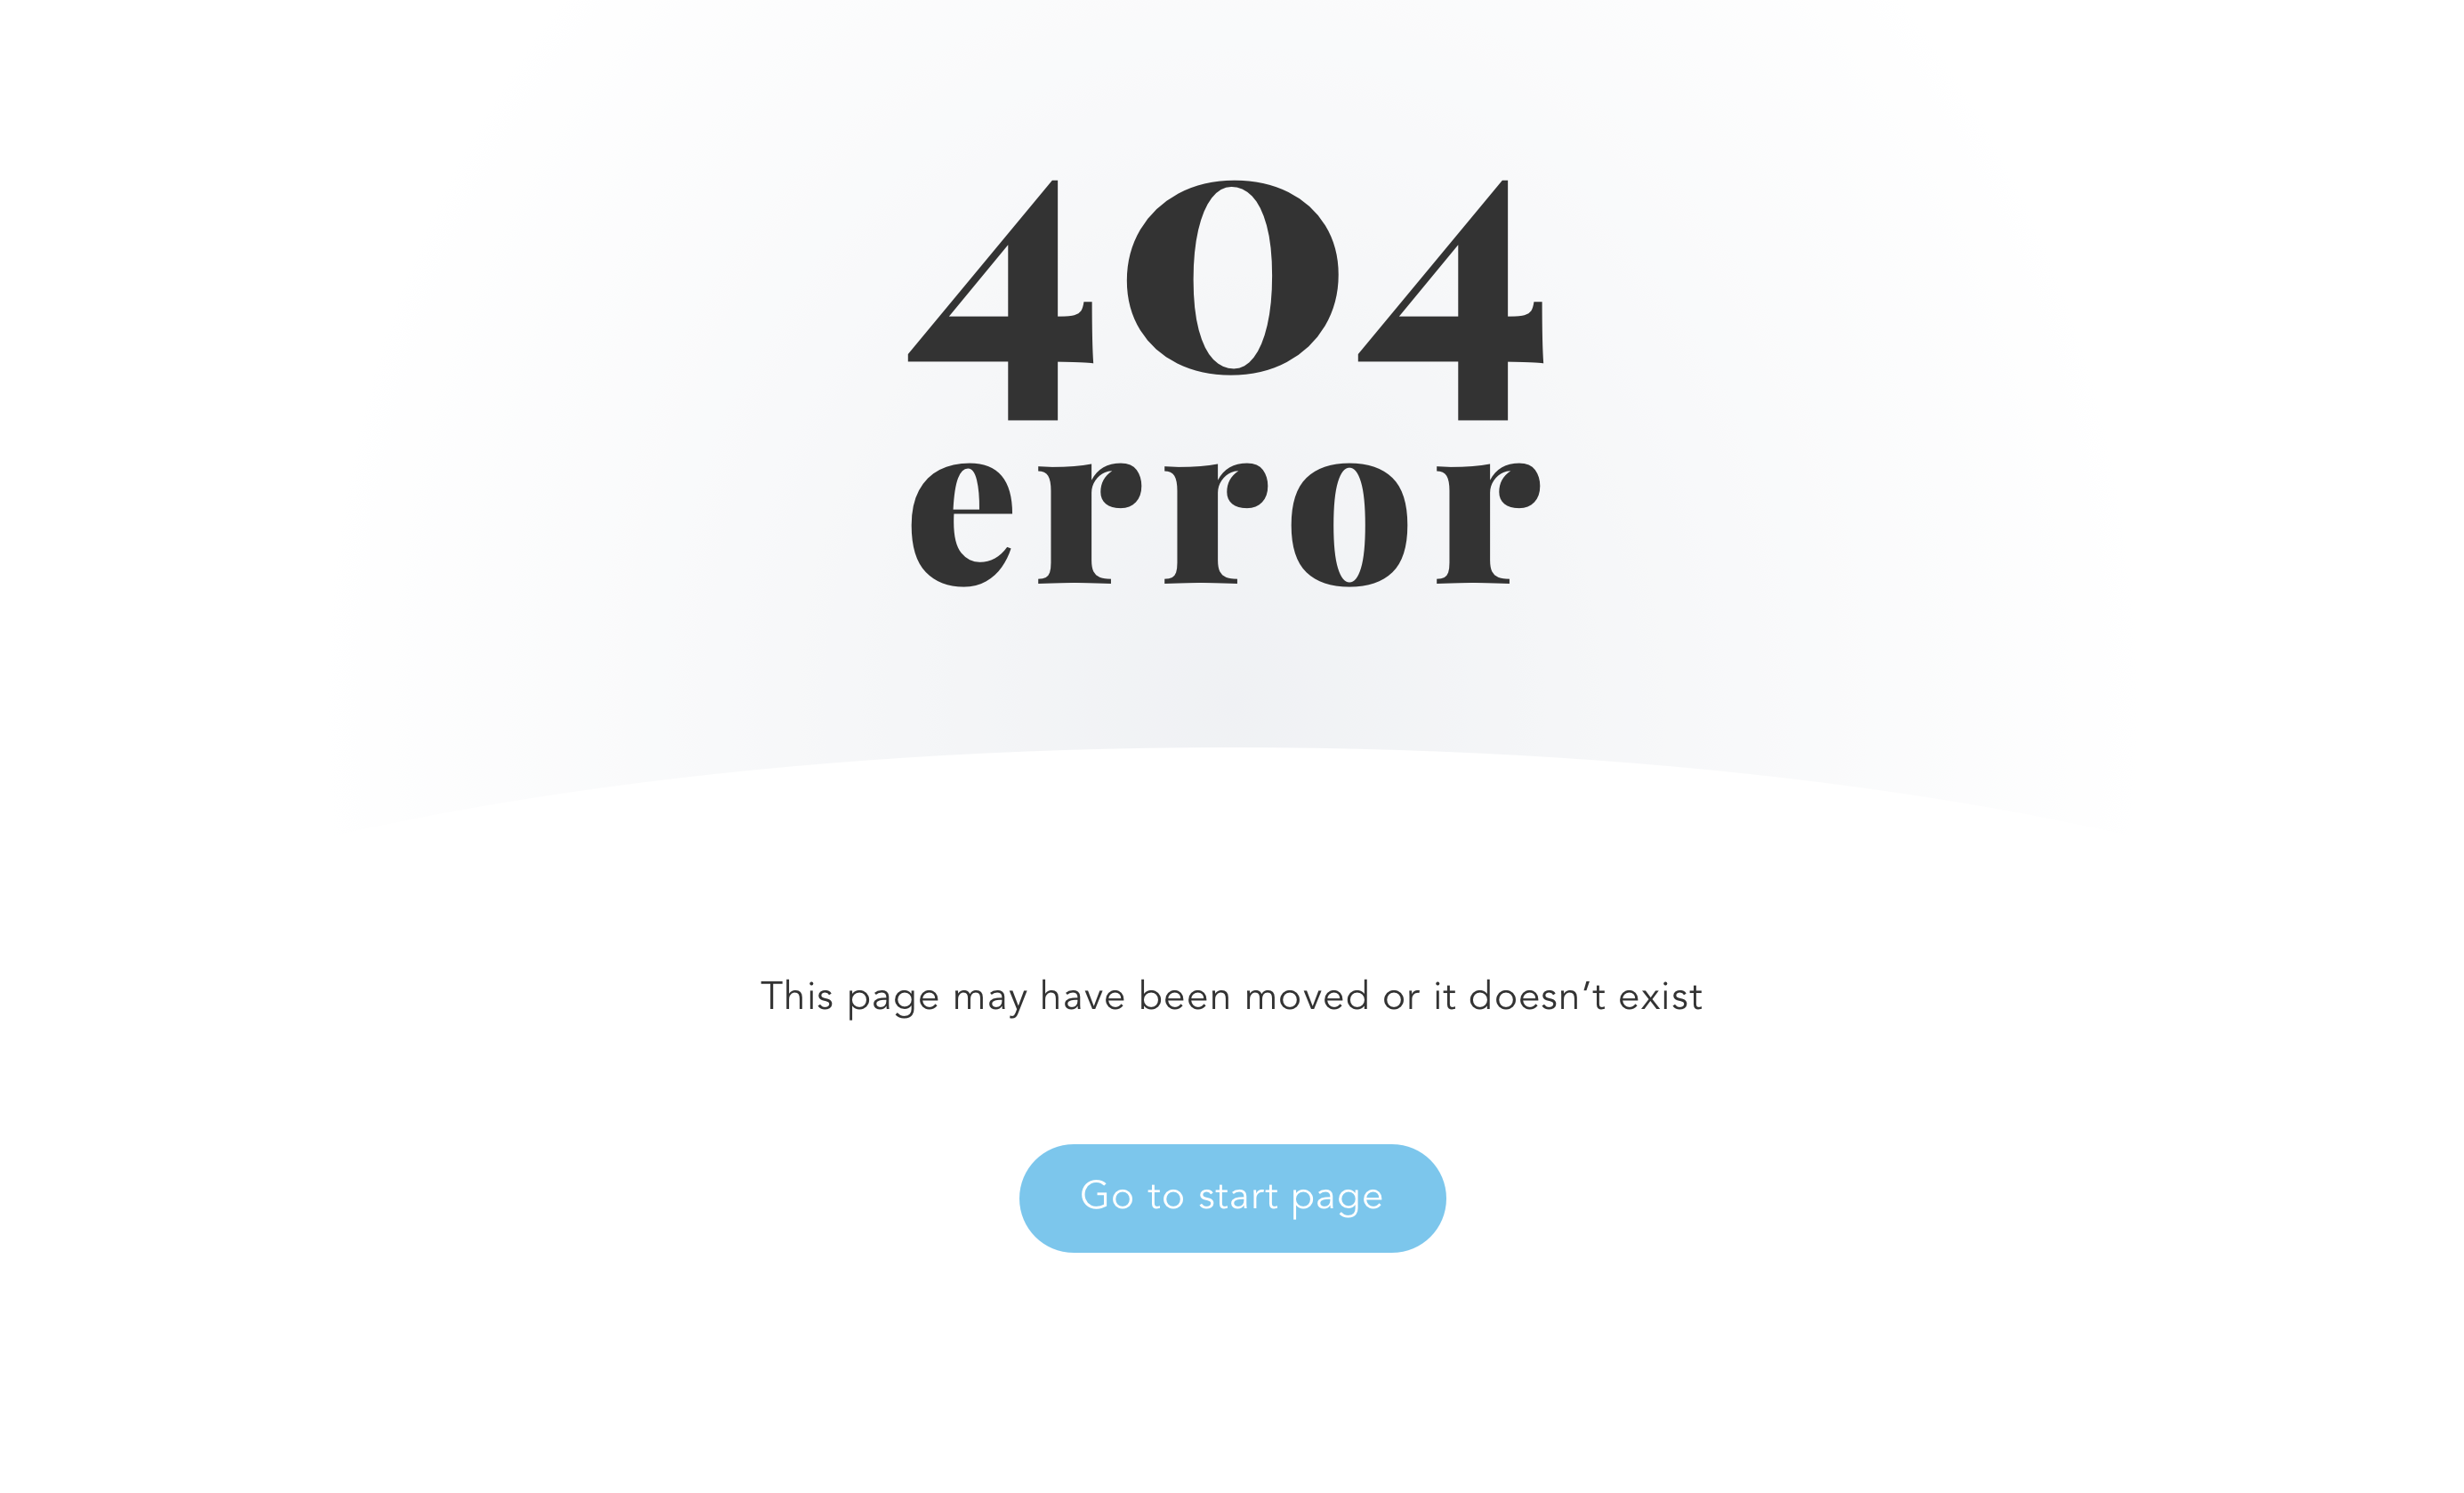 404
error
This page may have been moved or it doesn’t exist
Go to start page